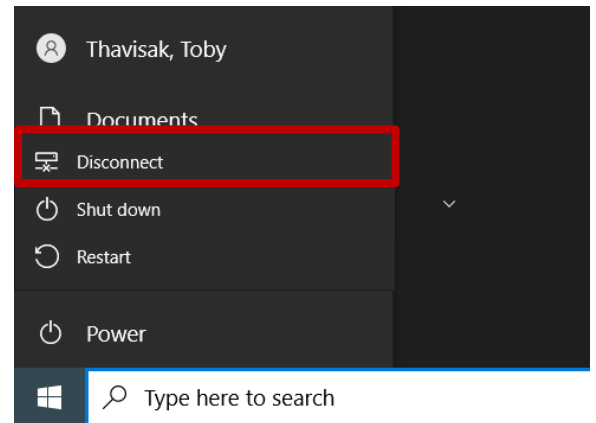 Thavisak, Toby
Documents
Disconnect
Shut down
Restart
Power
Type here to search